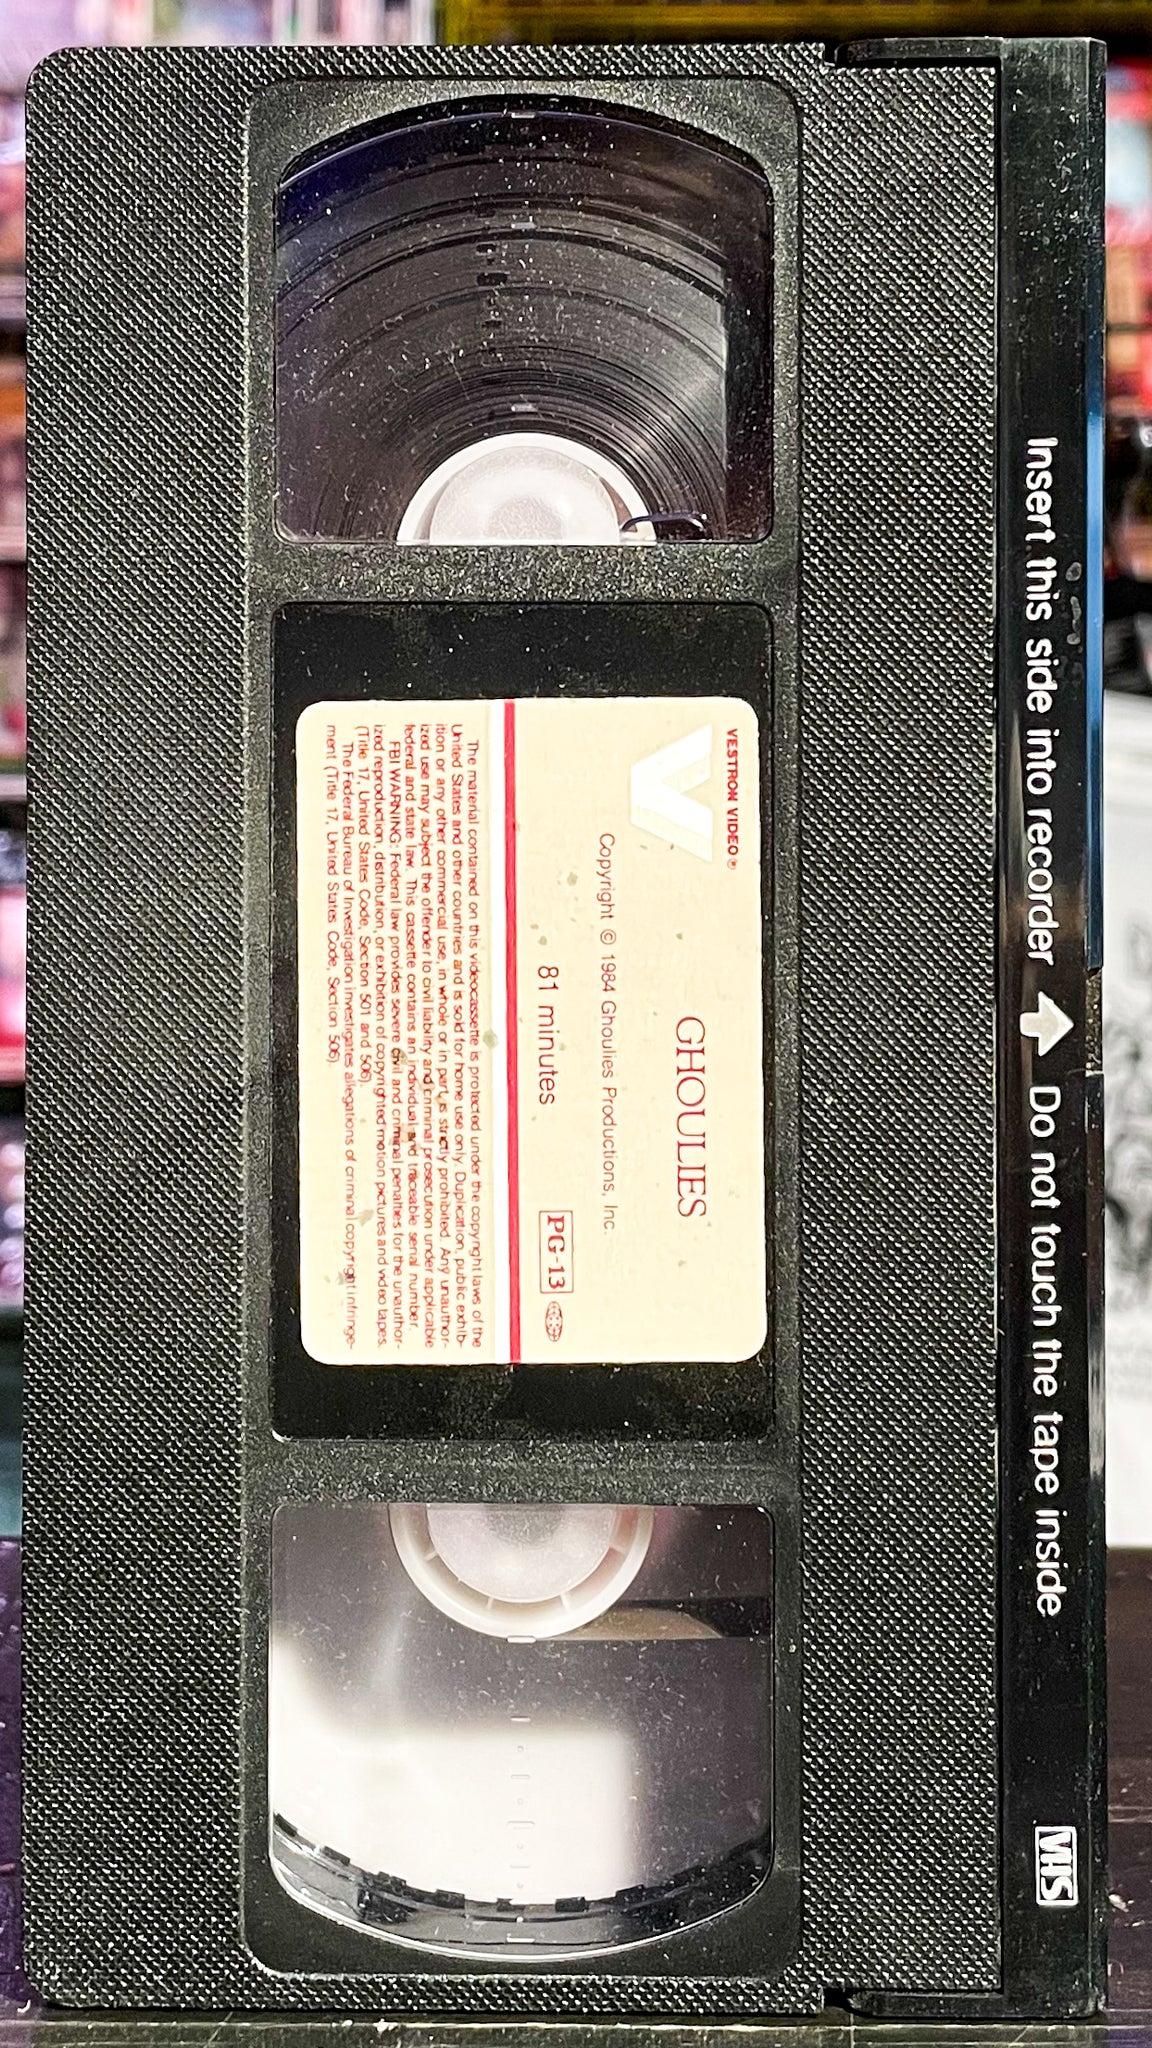 Insert this side into recorder Do not touch the tape inside
VHS
VESTRON VIDEO®
V
GHOULIES
Copyright © 1984 Ghoulies Productions, Inc.
81 minutes
PG-13
The material contained on this videocassette is protected under the copyright laws of the
United States and other countries and is sold for home use only. Duplication, public exhib-
ition or any other commercial use, in whole or in part, is strictly prohibited. Any unauthor-
ized use may subject the offender to civil liability and criminal prosecution under applicable
federal and state law. This cassette contains an individual and traceable serial number.
FBI WARNING: Federal law provides severe civil and criminal penalties for the unauthor-
ized reproduction, distribution, or exhibition of copyrighted motion pictures and video tapes.
(Title 17, United States Code, Section 501 and 506).
The Federal Bureau of Investigation investigates allegations of criminal copyright infringe-
ment (Title 17, United States Code, Section 506).